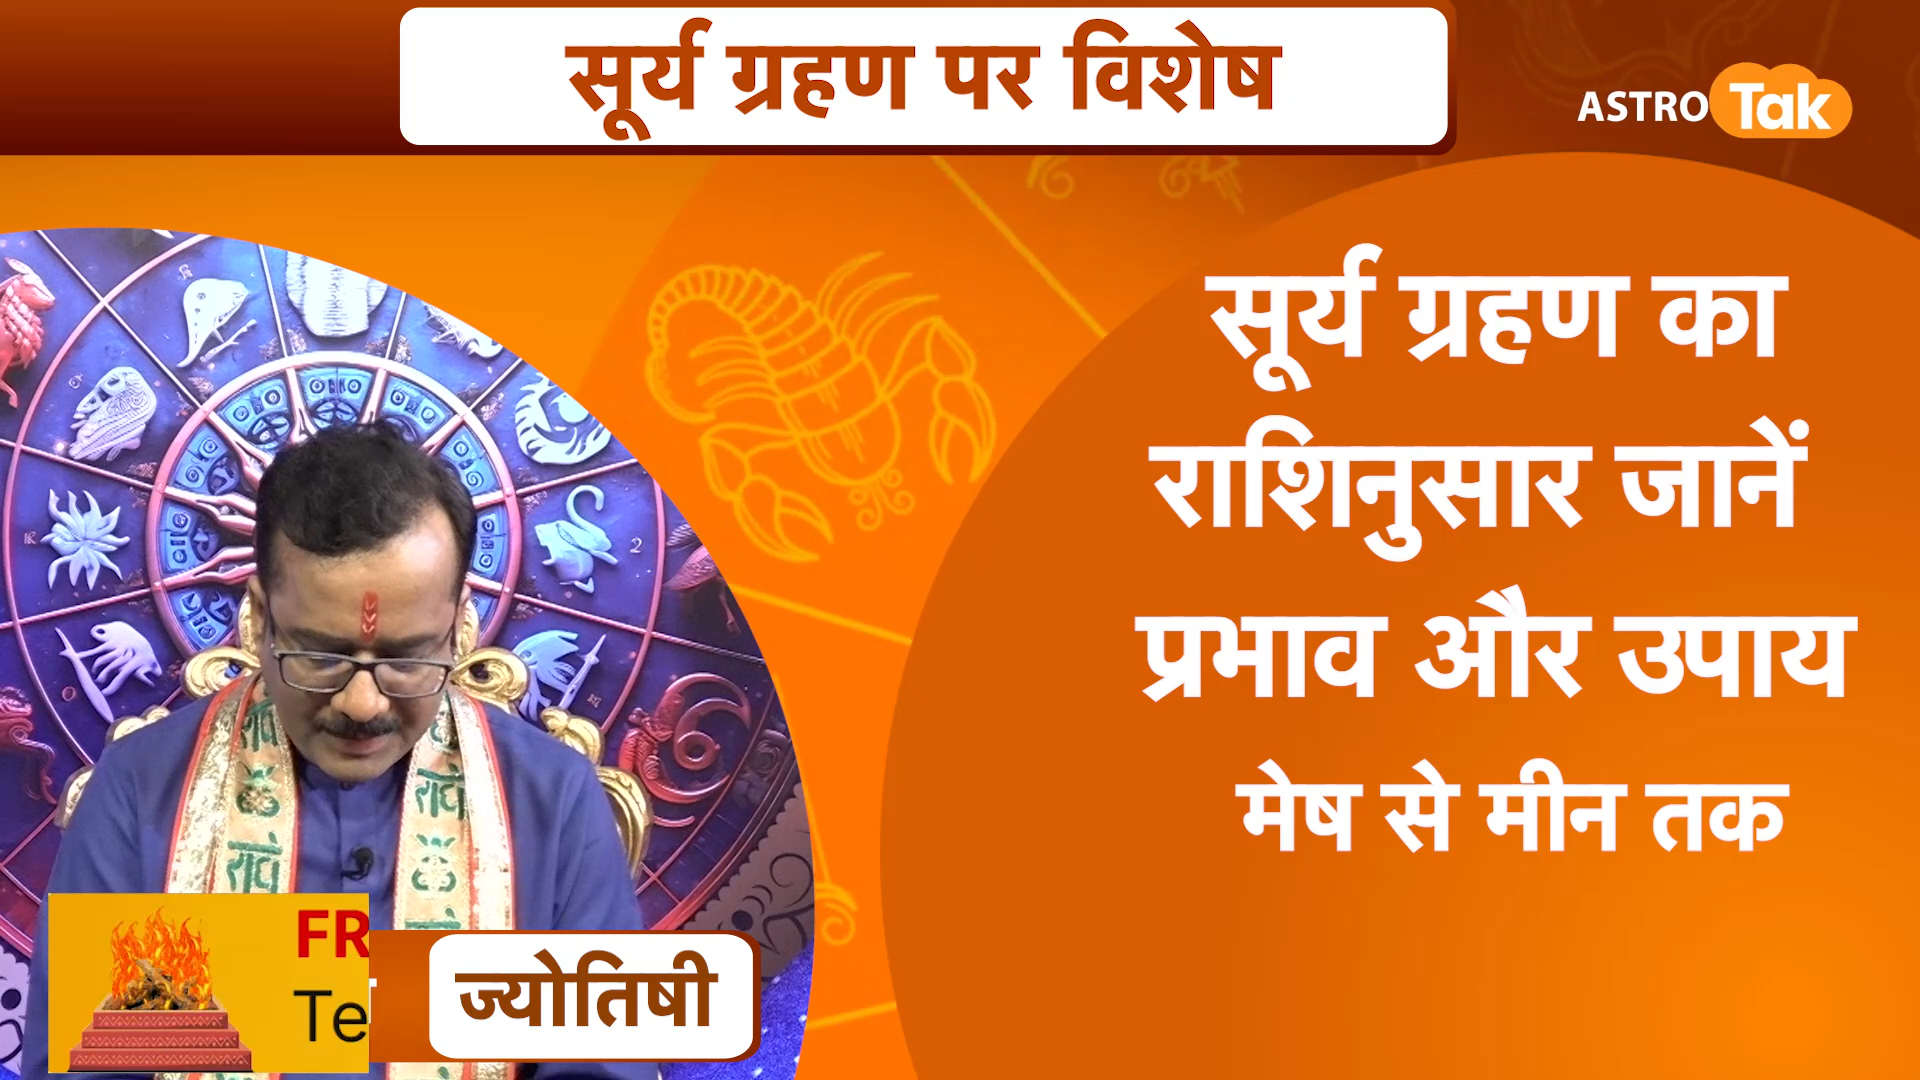 सूर्य ग्रहण पर विशेष
ASTRO Tak
सूर्य ग्रहण का
राशिनुसार जानें
प्रभाव और उपाय
मेष से मीन तक
राधे
राधे
राधे
ज्योतिषी